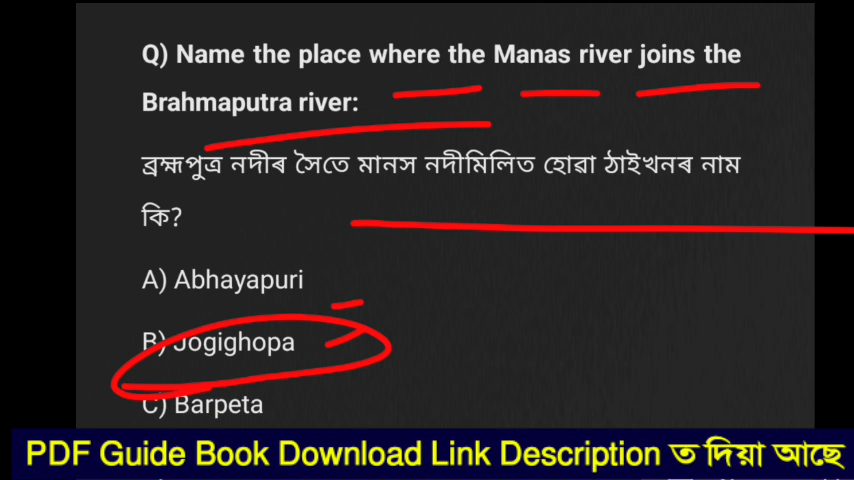 Q) Name the place where the Manas river joins the
Brahmaputra river:
ব্ৰহ্মপুত্ৰ নদীৰ সৈতে মানস নদীমিলিত হোৱা ঠাইখনৰ নাম
কি?
A) Abhayapuri
B) Jogighopa
C) Barpeta
PDF Guide Book Download Link Description ত দিয়া আছে